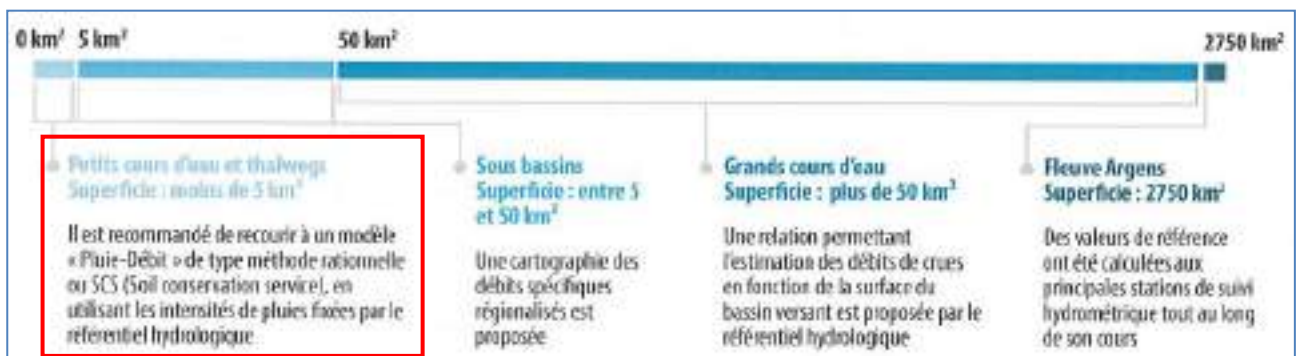 0 km² 5 km² 50 km² 2750 km²
Petits cours d'eau et thalwegs
Superficie : moins de 5 km²
Il est recommandé de recourir à un modèle
« Pluie-Débit » de type méthode rationnelle
ou SCS (Soil conservation service), en
utilisant les intensités de pluies fixées par le
référentiel hydrologique
Sous bassins
Superficie : entre 5
et 50 km²
Une cartographie des
débits spécifiques
régionalisés est
proposée
Grands cours d'eau
Superficie : plus de 50 km²
Une relation permettant
l'estimation des débits de crues
en fonction de la surface du
bassin versant est proposée par le
référentiel hydrologique
Fleuve Argens
Superficie : 2750 km²
Des valeurs de référence
ont été calculées aux
principales stations de suivi
hydrométrique tout au long
de son cours